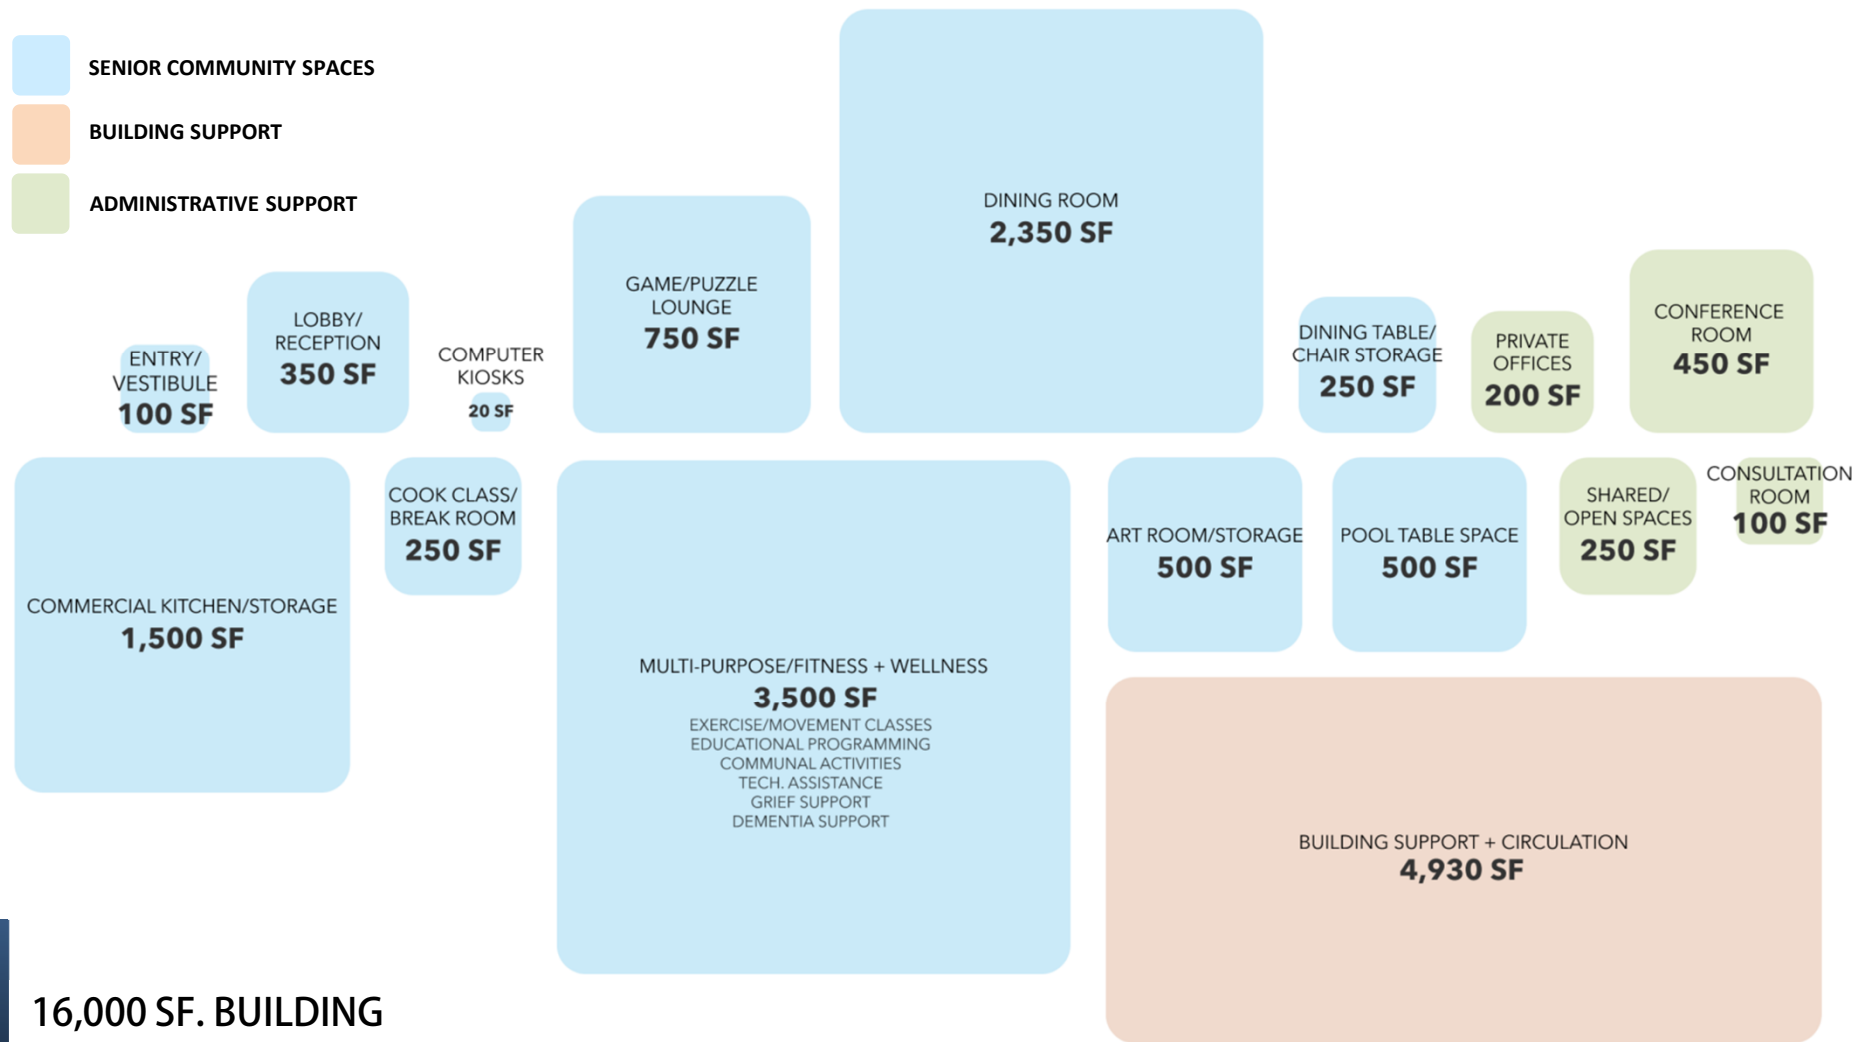 SENIOR COMMUNITY SPACES
BUILDING SUPPORT
ADMINISTRATIVE SUPPORT
ENTRY/
VESTIBULE
100 SF
LOBBY/
RECEPTION
350 SF
COMPUTER
KIOSKS
20 SF
GAME/PUZZLE
LOUNGE
750 SF
DINING ROOM
2,350 SF
DINING TABLE/
CHAIR STORAGE
250 SF
PRIVATE
OFFICES
200 SF
CONFERENCE
ROOM
450 SF
COMMERCIAL KITCHEN/STORAGE
1,500 SF
COOK CLASS/
BREAK ROOM
250 SF
MULTI-PURPOSE/FITNESS + WELLNESS
3,500 SF
EXERCISE/MOVEMENT CLASSES
EDUCATIONAL PROGRAMMING
COMMUNAL ACTIVITIES
TECH. ASSISTANCE
GRIEF SUPPORT
DEMENTIA SUPPORT
ART ROOM/STORAGE
500 SF
POOL TABLE SPACE
500 SF
SHARED/
OPEN SPACES
250 SF
CONSULTATION
ROOM
100 SF
BUILDING SUPPORT + CIRCULATION
4,930 SF
16,000 SF. BUILDING